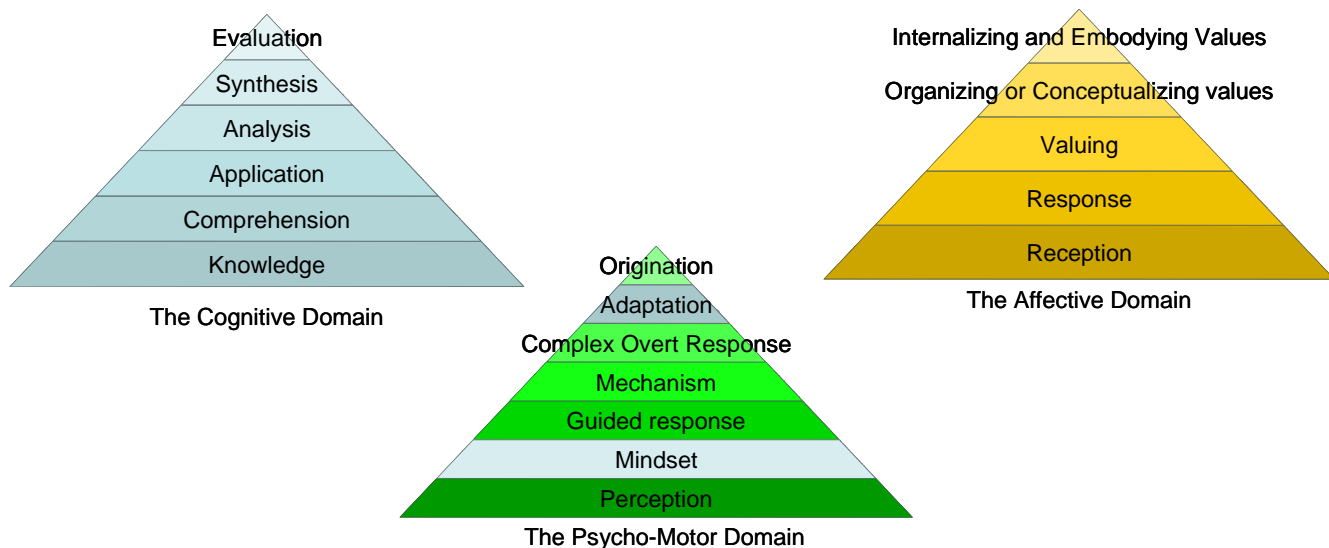 Evaluation
Synthesis
Analysis
Application
Comprehension
Knowledge
The Cognitive Domain
Internalizing and Embodying Values
Organizing or Conceptualizing values
Valuing
Response
Reception
The Affective Domain
Origination
Adaptation
Complex Overt Response
Mechanism
Guided response
Mindset
Perception
The Psycho-Motor Domain